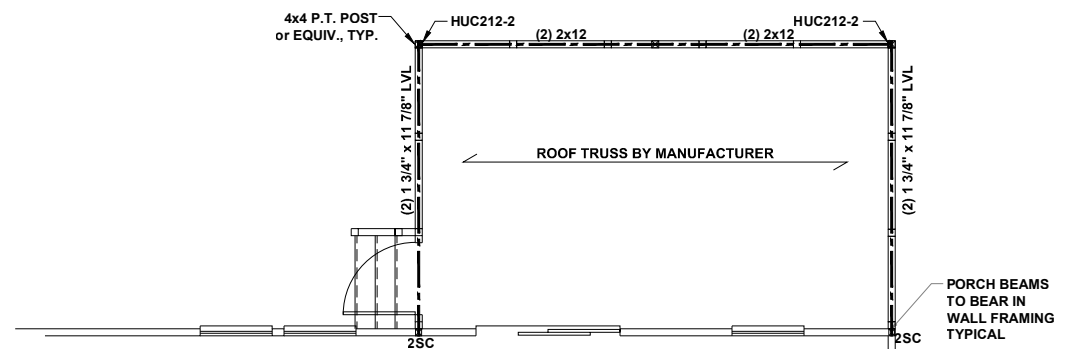 4x4 P.T. POST
or EQUIV., TYP.
HUC212-2
HUC212-2
(2) 2x12
(2) 2x12
(2) 1 3/4" x 11 7/8" LVL
(2) 1 3/4" x 11 7/8" LVL
ROOF TRUSS BY MANUFACTURER
PORCH BEAMS
TO BEAR IN
WALL FRAMING
TYPICAL
2SC
2SC